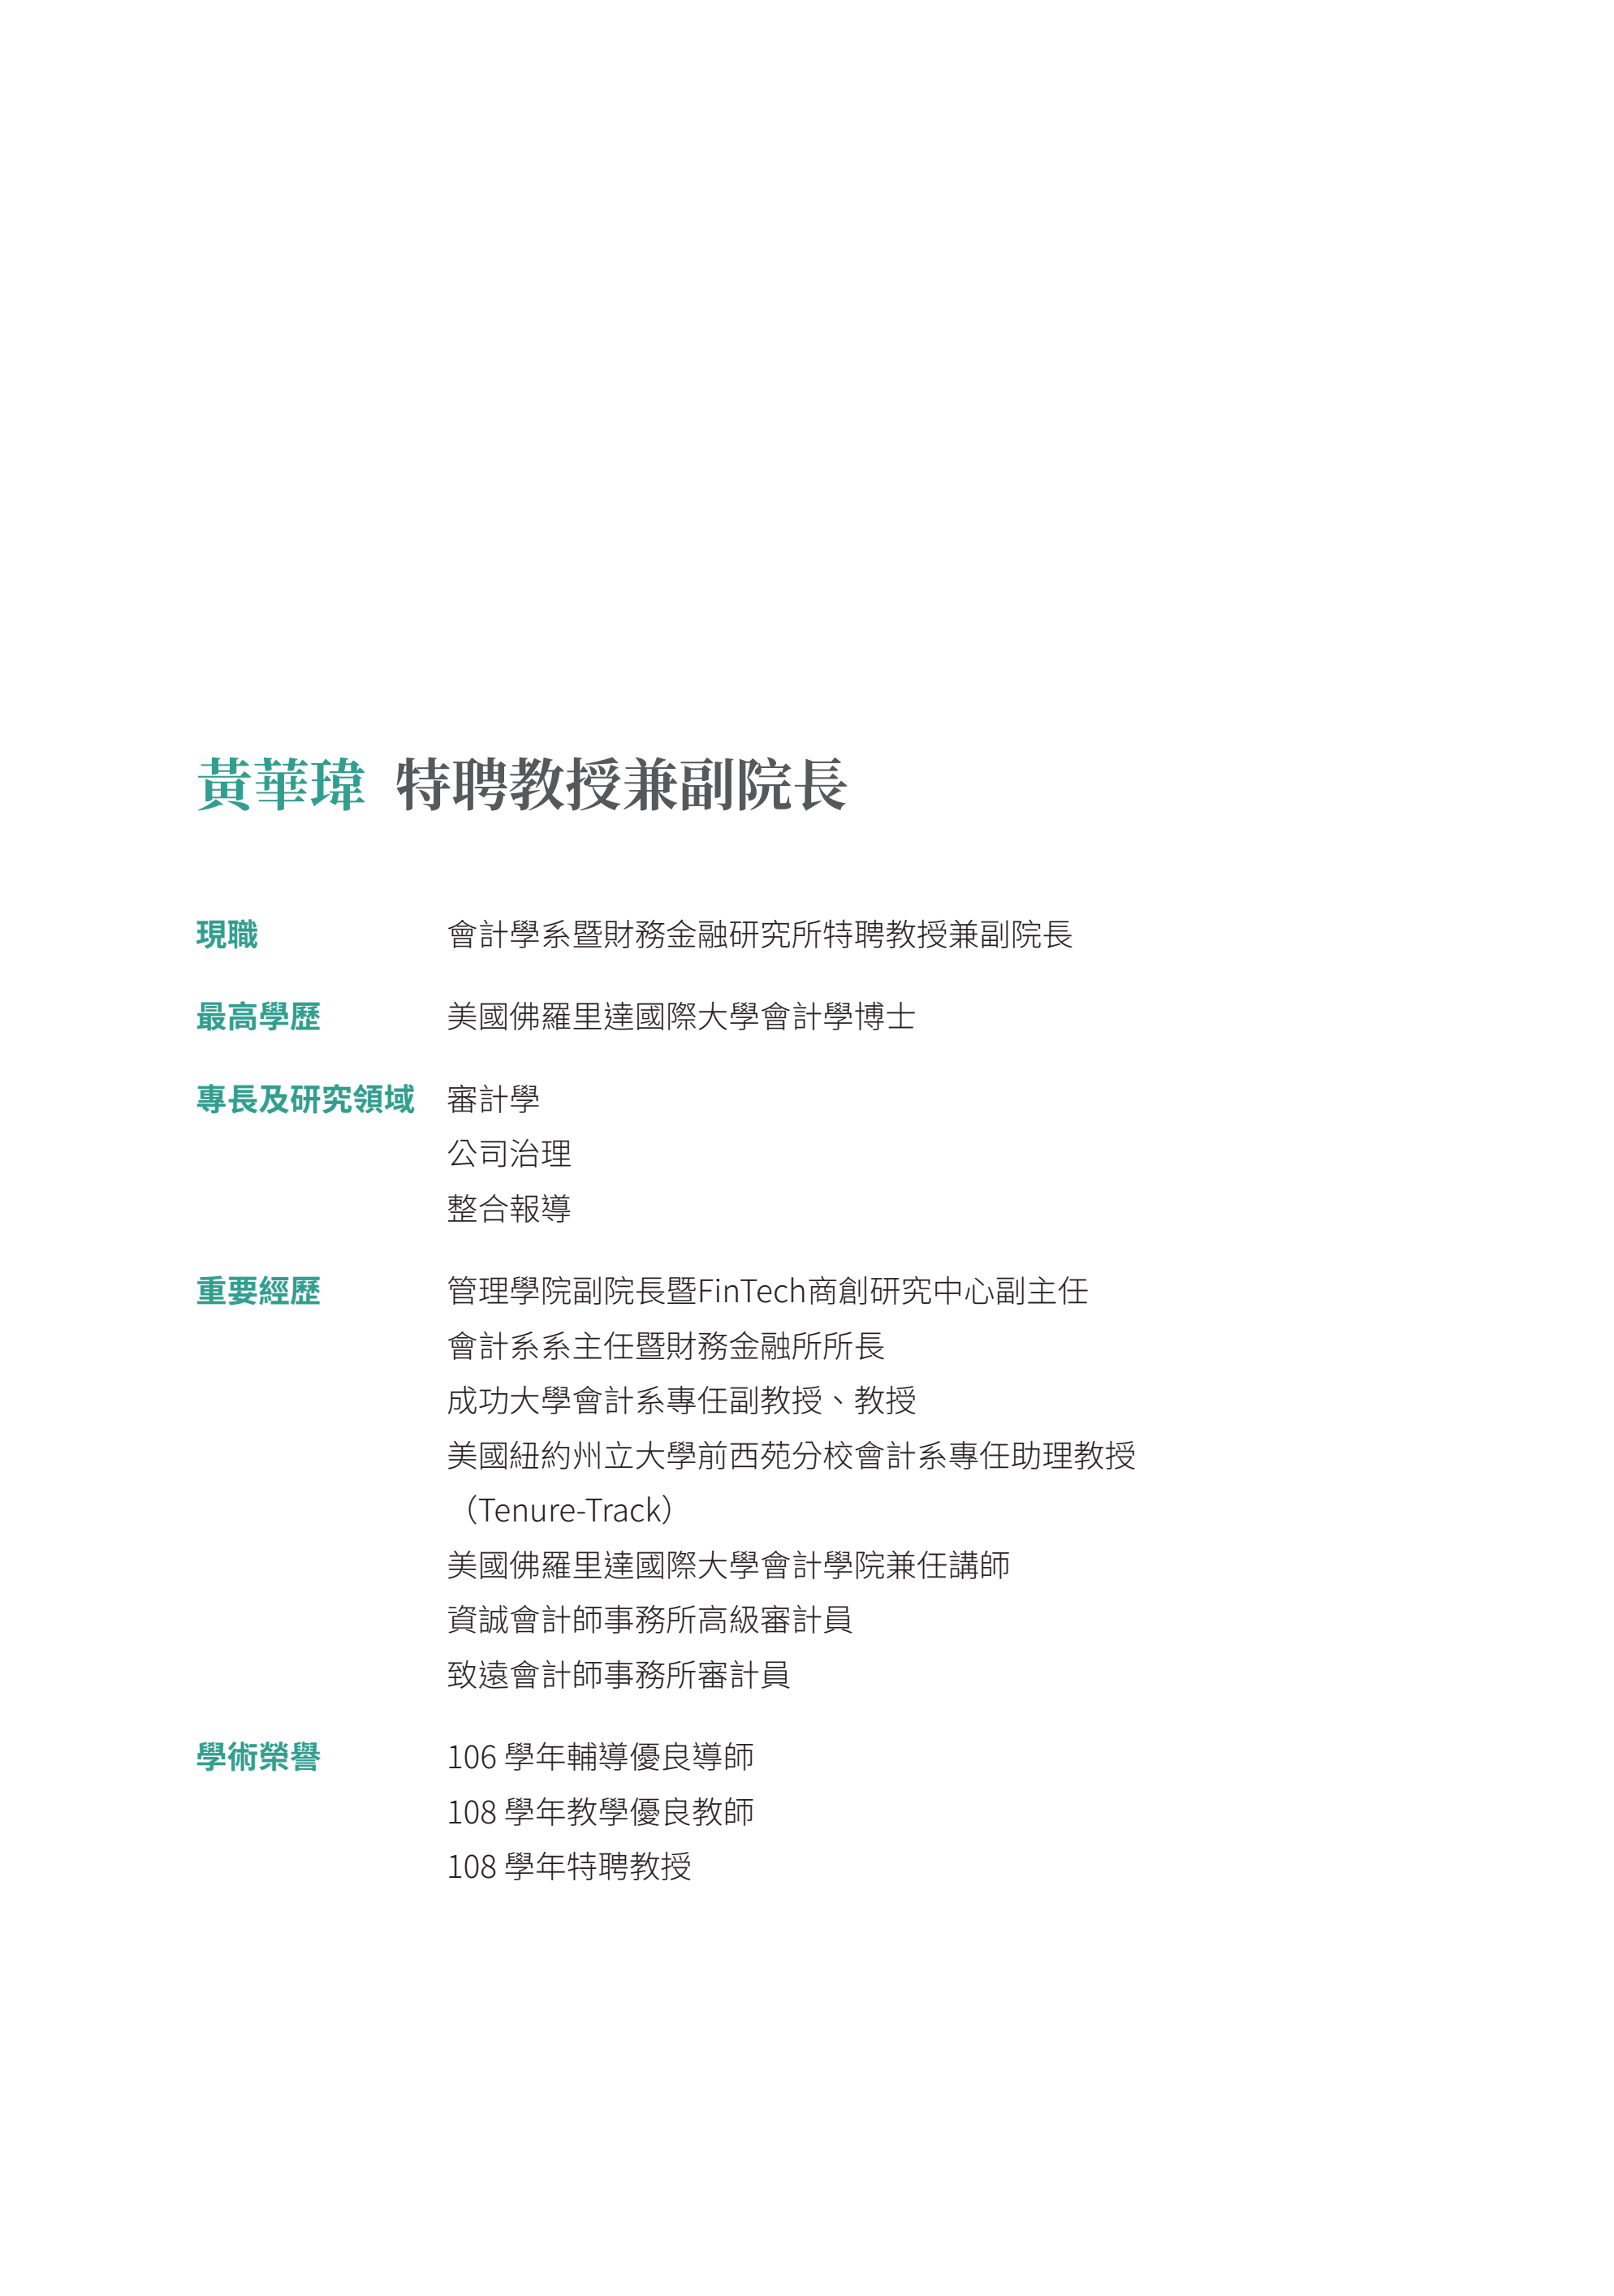 黃華瑋 特聘教授兼副院長
現職 會計學系暨財務金融研究所特聘教授兼副院長
最高學歷 美國佛羅里達國際大學會計學博士
專長及研究領域 審計學
公司治理
整合報導
重要經歷 管理學院副院長暨FinTech商創研究中心副主任
會計系系主任暨財務金融所所長
成功大學會計系專任副教授、教授
美國紐約州立大學前西苑分校會計系專任助理教授
（Tenure-Track）
美國佛羅里達國際大學會計學院兼任講師
資誠會計師事務所高級審計員
致遠會計師事務所審計員
學術榮譽 106 學年輔導優良導師
108 學年教學優良教師
108 學年特聘教授